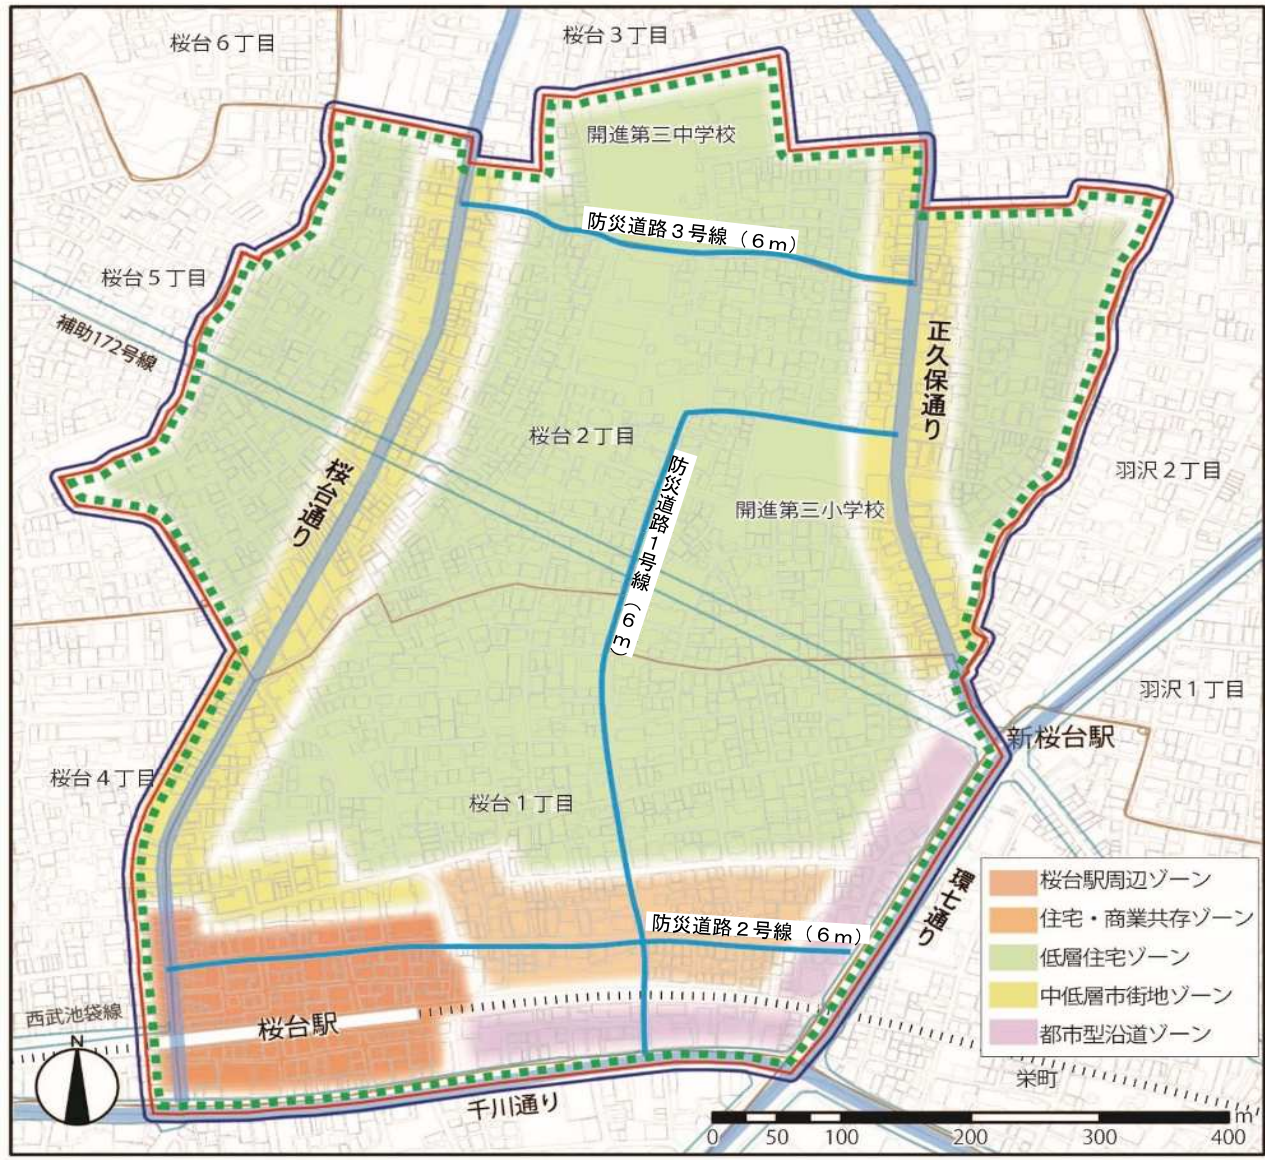 桜台６丁目
桜台３丁目
開進第三中学校
防災道路３号線（６ｍ）
桜台５丁目
補助172号線
正久保通り
桜台２丁目
防災道路１号線（６ｍ）
羽沢２丁目
桜台通り
開進第三小学校
羽沢１丁目
新桜台駅
桜台４丁目
桜台１丁目
環七通り
桜台駅周辺ゾーン
住宅・商業共存ゾーン
低層住宅ゾーン
中低層市街地ゾーン
都市型沿道ゾーン
防災道路２号線（６ｍ）
西武池袋線
桜台駅
N
栄町
千川通り
0 50 100 200 300 400
m